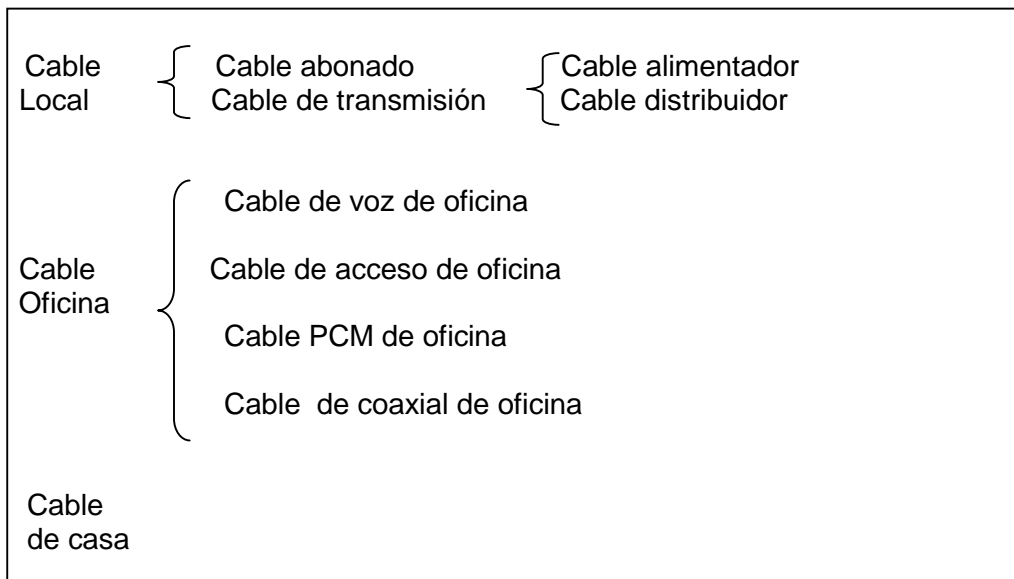 Cable Cable abonado Cable alimentador
Local Cable de transmisión Cable distribuidor
Cable de voz de oficina
Cable Cable de acceso de oficina
Oficina
Cable PCM de oficina
Cable de coaxial de oficina
Cable
de casa